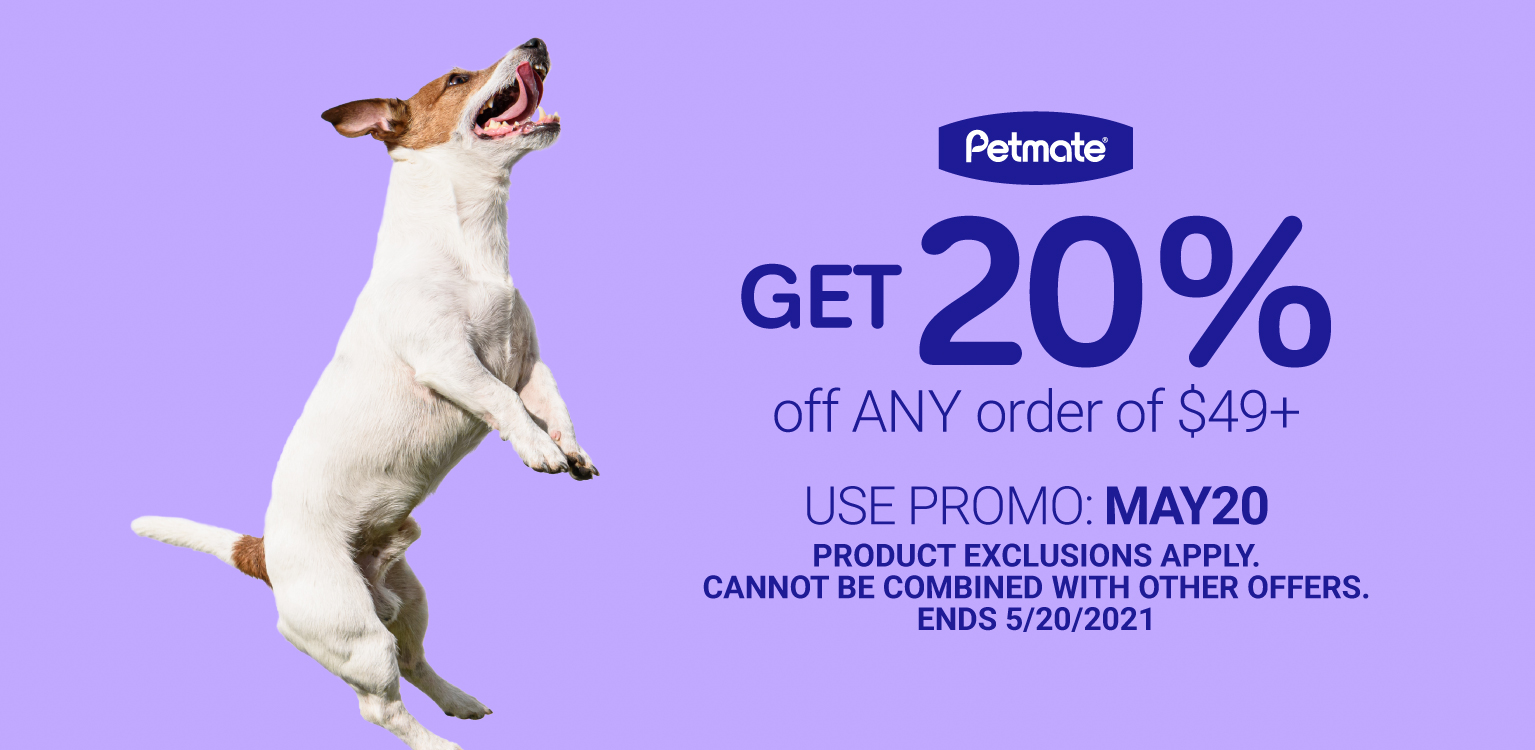 Petmate®
GET 20%
off ANY order of $49+
USE PROMO: MAY20
PRODUCT EXCLUSIONS APPLY.
CANNOT BE COMBINED WITH OTHER OFFERS.
ENDS 5/20/2021